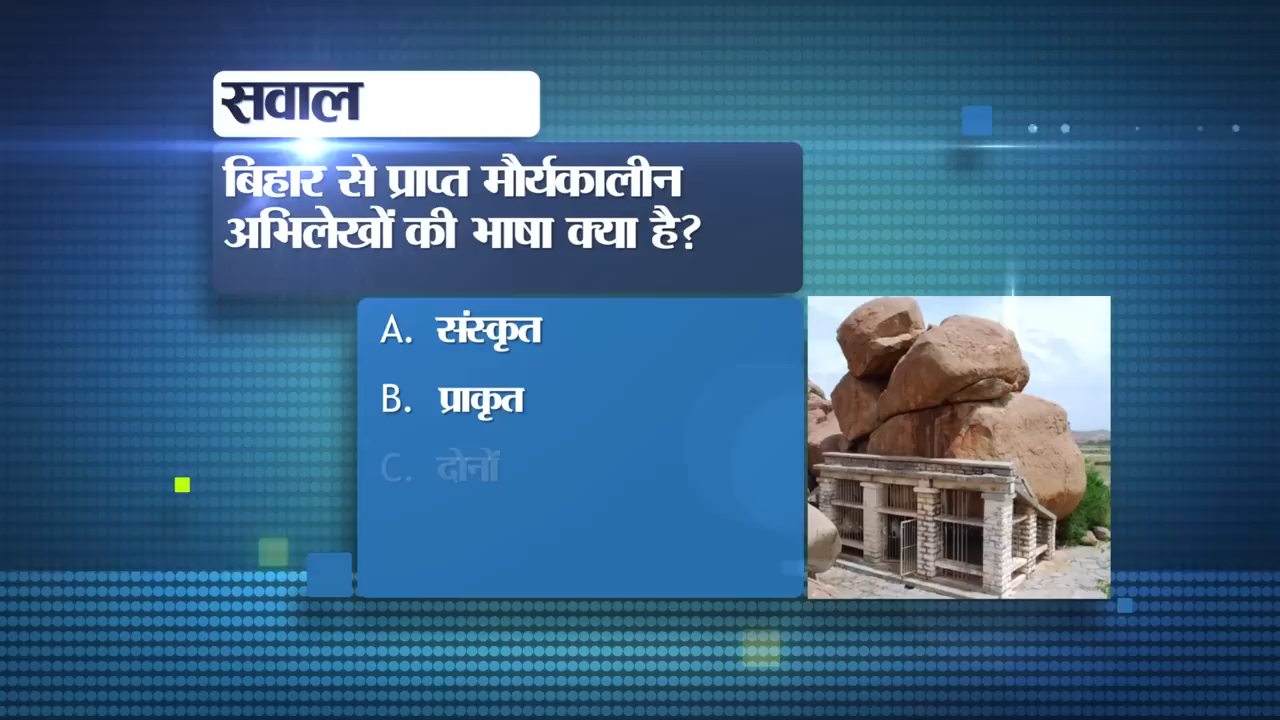 सवाल
बिहार से प्राप्त मौर्यकालीन
अभिलेखों की भाषा क्या है?
A. संस्कृत
B. प्राकृत
C. दोनों